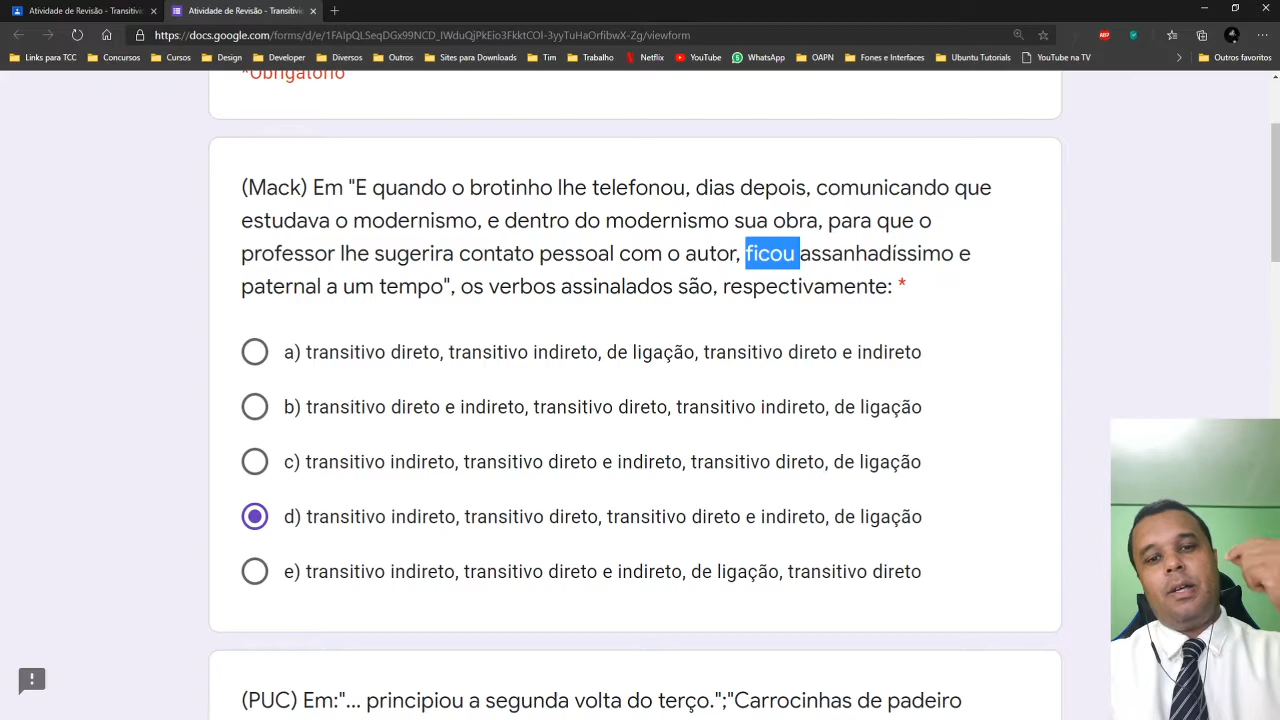 Atividade de Revisão - Transitivi
Atividade de Revisão - Transitivi
https://docs.google.com/forms/d/e/1FAIpQLSeqDGx99NCD_IWduQjPkEio3FkktCOl-3yyTuHaOrfibwX-Zg/viewform
Links para TCC Concursos Cursos Design Developer Diversos Outros Sites para Downloads Tim Trabalho Netflix YouTube WhatsApp OAPN Fones e Interfaces Ubuntu Tutorials YouTube na TV Outros favoritos
*Obrigatório
(Mack) Em "E quando o brotinho lhe telefonou, dias depois, comunicando que
estudava o modernismo, e dentro do modernismo sua obra, para que o
professor lhe sugerira contato pessoal com o autor, ficou assanhadíssimo e
paternal a um tempo", os verbos assinalados são, respectivamente: *
a) transitivo direto, transitivo indireto, de ligação, transitivo direto e indireto
b) transitivo direto e indireto, transitivo direto, transitivo indireto, de ligação
c) transitivo indireto, transitivo direto e indireto, transitivo direto, de ligação
d) transitivo indireto, transitivo direto, transitivo direto e indireto, de ligação
e) transitivo indireto, transitivo direto e indireto, de ligação, transitivo direto
(PUC) Em:"... principiou a segunda volta do terço.";"Carrocinhas de padeiro